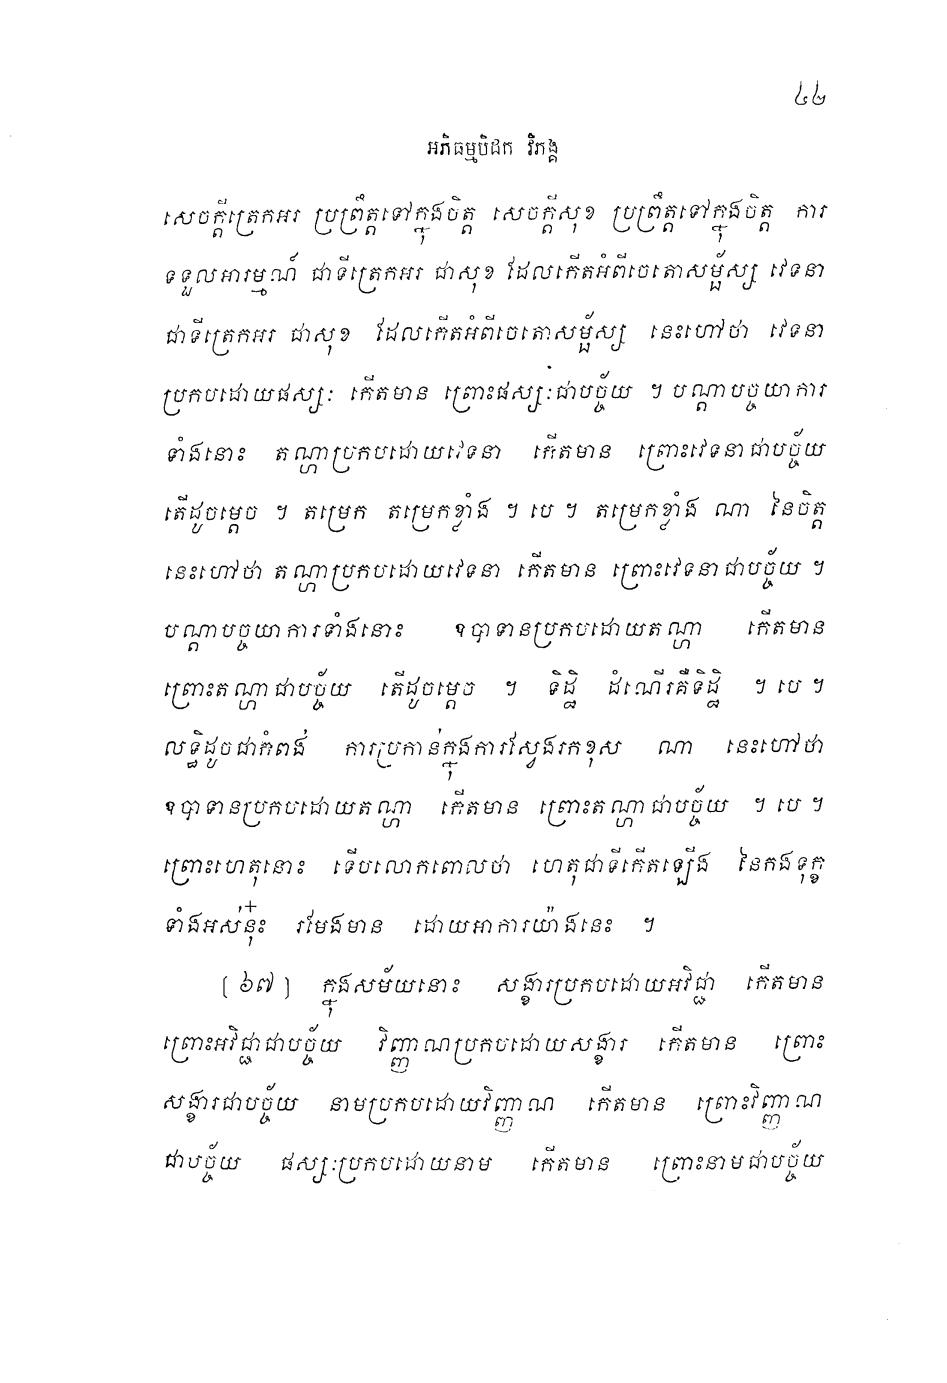 ៤២
អភិធម្មបិដក វិភង្គ
សេចក្តីត្រេកអរ ប្រព្រឹត្តទៅក្នុងចិត្ត សេចក្តីសុខ ប្រព្រឹត្តទៅក្នុងចិត្ត ការ
ទទួលអារម្មណ៍ ជាទីត្រេកអរ ជាសុខ ដែលកើតអំពីចេតោសម្ផ័ស្ស វេទនា
ជាទីត្រេកអរ ជាសុខ ដែលកើតអំពីចេតោសម្ផ័ស្ស នេះហៅថា វេទនា
ប្រកបដោយផស្សៈ កើតមាន ព្រោះផស្សៈជាបច្ច័យ ។ បណ្តាបច្ចយាការ
ទាំងនោះ តណ្ហាប្រកបដោយវេទនា កើតមាន ព្រោះវេទនាជាបច្ច័យ
តើដូចម្តេច ។ តម្រេក តម្រេកខ្លាំង ។ បេ ។ តម្រេកខ្លាំង ណា នៃចិត្ត
នេះហៅថា តណ្ហាប្រកបដោយវេទនា កើតមាន ព្រោះវេទនាជាបច្ច័យ ។
បណ្តាបច្ចយាការទាំងនោះ ឧបាទានប្រកបដោយតណ្ហា កើតមាន
ព្រោះតណ្ហាជាបច្ច័យ តើដូចម្តេច ។ ទិដ្ឋិ ដំណើរគឺទិដ្ឋិ ។ បេ ។
លទ្ធិដូចជាកំពង់ ការប្រកាន់ក្នុងការស្វែងរកខុស ណា នេះហៅថា
ឧបាទានប្រកបដោយតណ្ហា កើតមាន ព្រោះតណ្ហាជាបច្ច័យ ។ បេ ។
ព្រោះហេតុនោះ ទើបលោកពោលថា ហេតុជាទីកើតឡើង នៃកងទុក្ខ
ទាំងអស់នុ៎ះ រមែងមាន ដោយអាការយ៉ាងនេះ ។
[ ៦៧ ] ក្នុងសម័យនោះ សង្ខារប្រកបដោយអវិជ្ជា កើតមាន
ព្រោះអវិជ្ជាជាបច្ច័យ វិញ្ញាណប្រកបដោយសង្ខារ កើតមាន ព្រោះ
សង្ខារជាបច្ច័យ នាមប្រកបដោយវិញ្ញាណ កើតមាន ព្រោះវិញ្ញាណ
ជាបច្ច័យ ផស្សៈប្រកបដោយនាម កើតមាន ព្រោះនាមជាបច្ច័យ